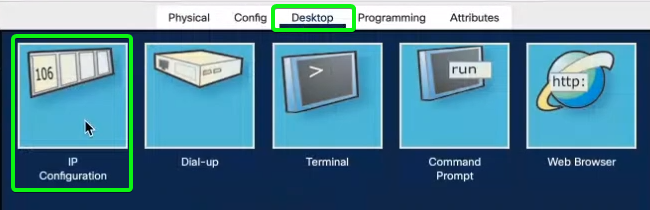 Physical Config Desktop Programming Attributes
106
>
run
http:
IP
Configuration
Dial-up
Terminal
Command
Prompt
Web Browser